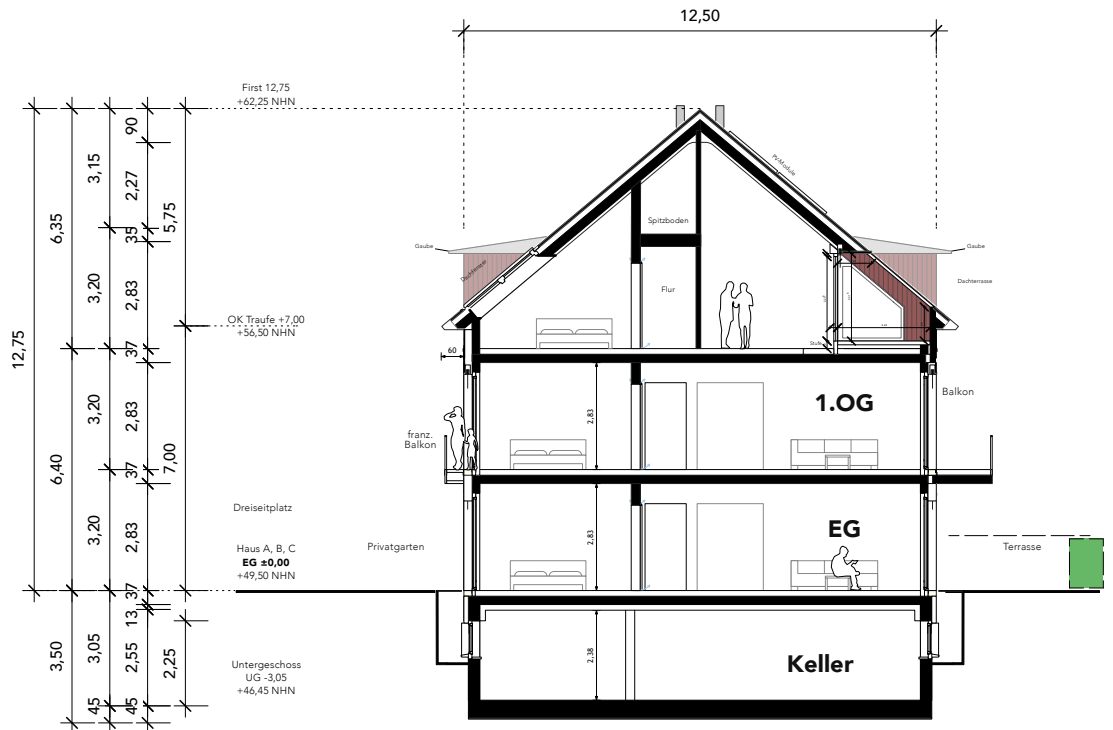 12,50
First 12,75
+62,25 NHN
90
3,15
2,27
PV-Module
6,35
5,75
35
Spitzboden
Gaube
Gaube
Dachfenster
3,20
2,83
Flur
Dachterrasse
OK Traufe +7,00
+56,50 NHN
12,75
37
60
Stufe
1.OG
Balkon
3,20
2,83
2,83
franz.
Balkon
6,40
37
7,00
Dreiseitplatz
EG
3,20
2,83
2,83
Privatgarten
Terrasse
Haus A, B, C
EG ±0,00
+49,50 NHN
37
13
3,50
3,05
2,55
2,25
2,38
Keller
Untergeschoss
UG -3,05
+46,45 NHN
45
45